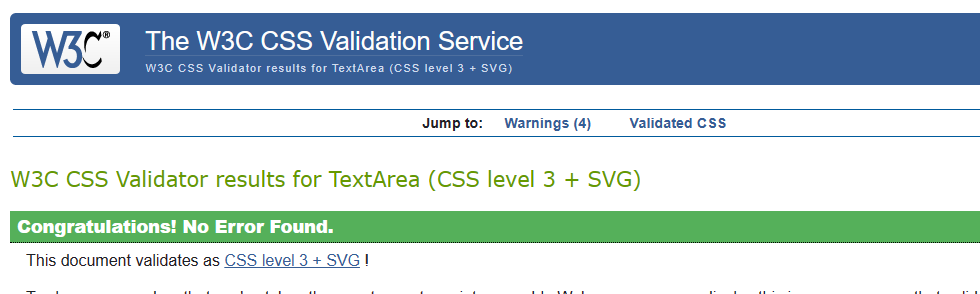 W3C®
The W3C CSS Validation Service
W3C CSS Validator results for TextArea (CSS level 3 + SVG)
Jump to: Warnings (4) Validated CSS
W3C CSS Validator results for TextArea (CSS level 3 + SVG)
Congratulations! No Error Found.
This document validates as CSS level 3 + SVG !